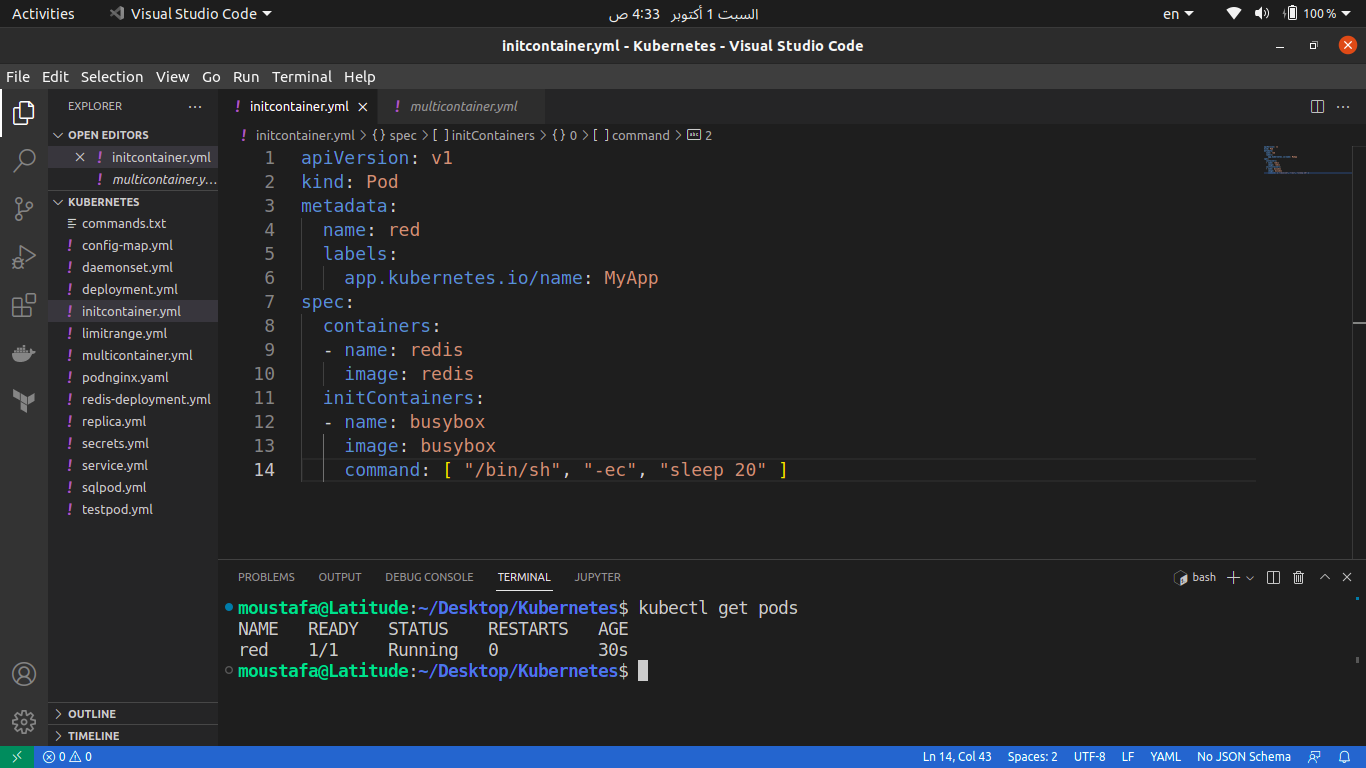 Activities
Visual Studio Code
السبت 1 أكتوبر 4:33 ص
en
100 %
initcontainer.yml - Kubernetes - Visual Studio Code
File Edit Selection View Go Run Terminal Help
EXPLORER
OPEN EDITORS
initcontainer.yml
multicontainer.y...
KUBERNETES
commands.txt
config-map.yml
daemonset.yml
deployment.yml
initcontainer.yml
limitrange.yml
multicontainer.yml
podnginx.yaml
redis-deployment.yml
replica.yml
secrets.yml
service.yml
sqlpod.yml
testpod.yml
OUTLINE
TIMELINE
initcontainer.yml
multicontainer.yml
initcontainer.yml > {} spec > [ ] initContainers > {} 0 > [ ] command > abc 2
1 apiVersion: v1
2 kind: Pod
3 metadata:
4 name: red
5 labels:
6 app.kubernetes.io/name: MyApp
7 spec:
8 containers:
9 - name: redis
10 image: redis
11 initContainers:
12 - name: busybox
13 image: busybox
14 command: [ "/bin/sh", "-ec", "sleep 20" ]
PROBLEMS OUTPUT DEBUG CONSOLE TERMINAL JUPYTER
bash
moustafa@Latitude:~/Desktop/Kubernetes$ kubectl get pods
NAME READY STATUS RESTARTS AGE
red 1/1 Running 0 30s
moustafa@Latitude:~/Desktop/Kubernetes$
0 0
Ln 14, Col 43 Spaces: 2 UTF-8 LF YAML No JSON Schema